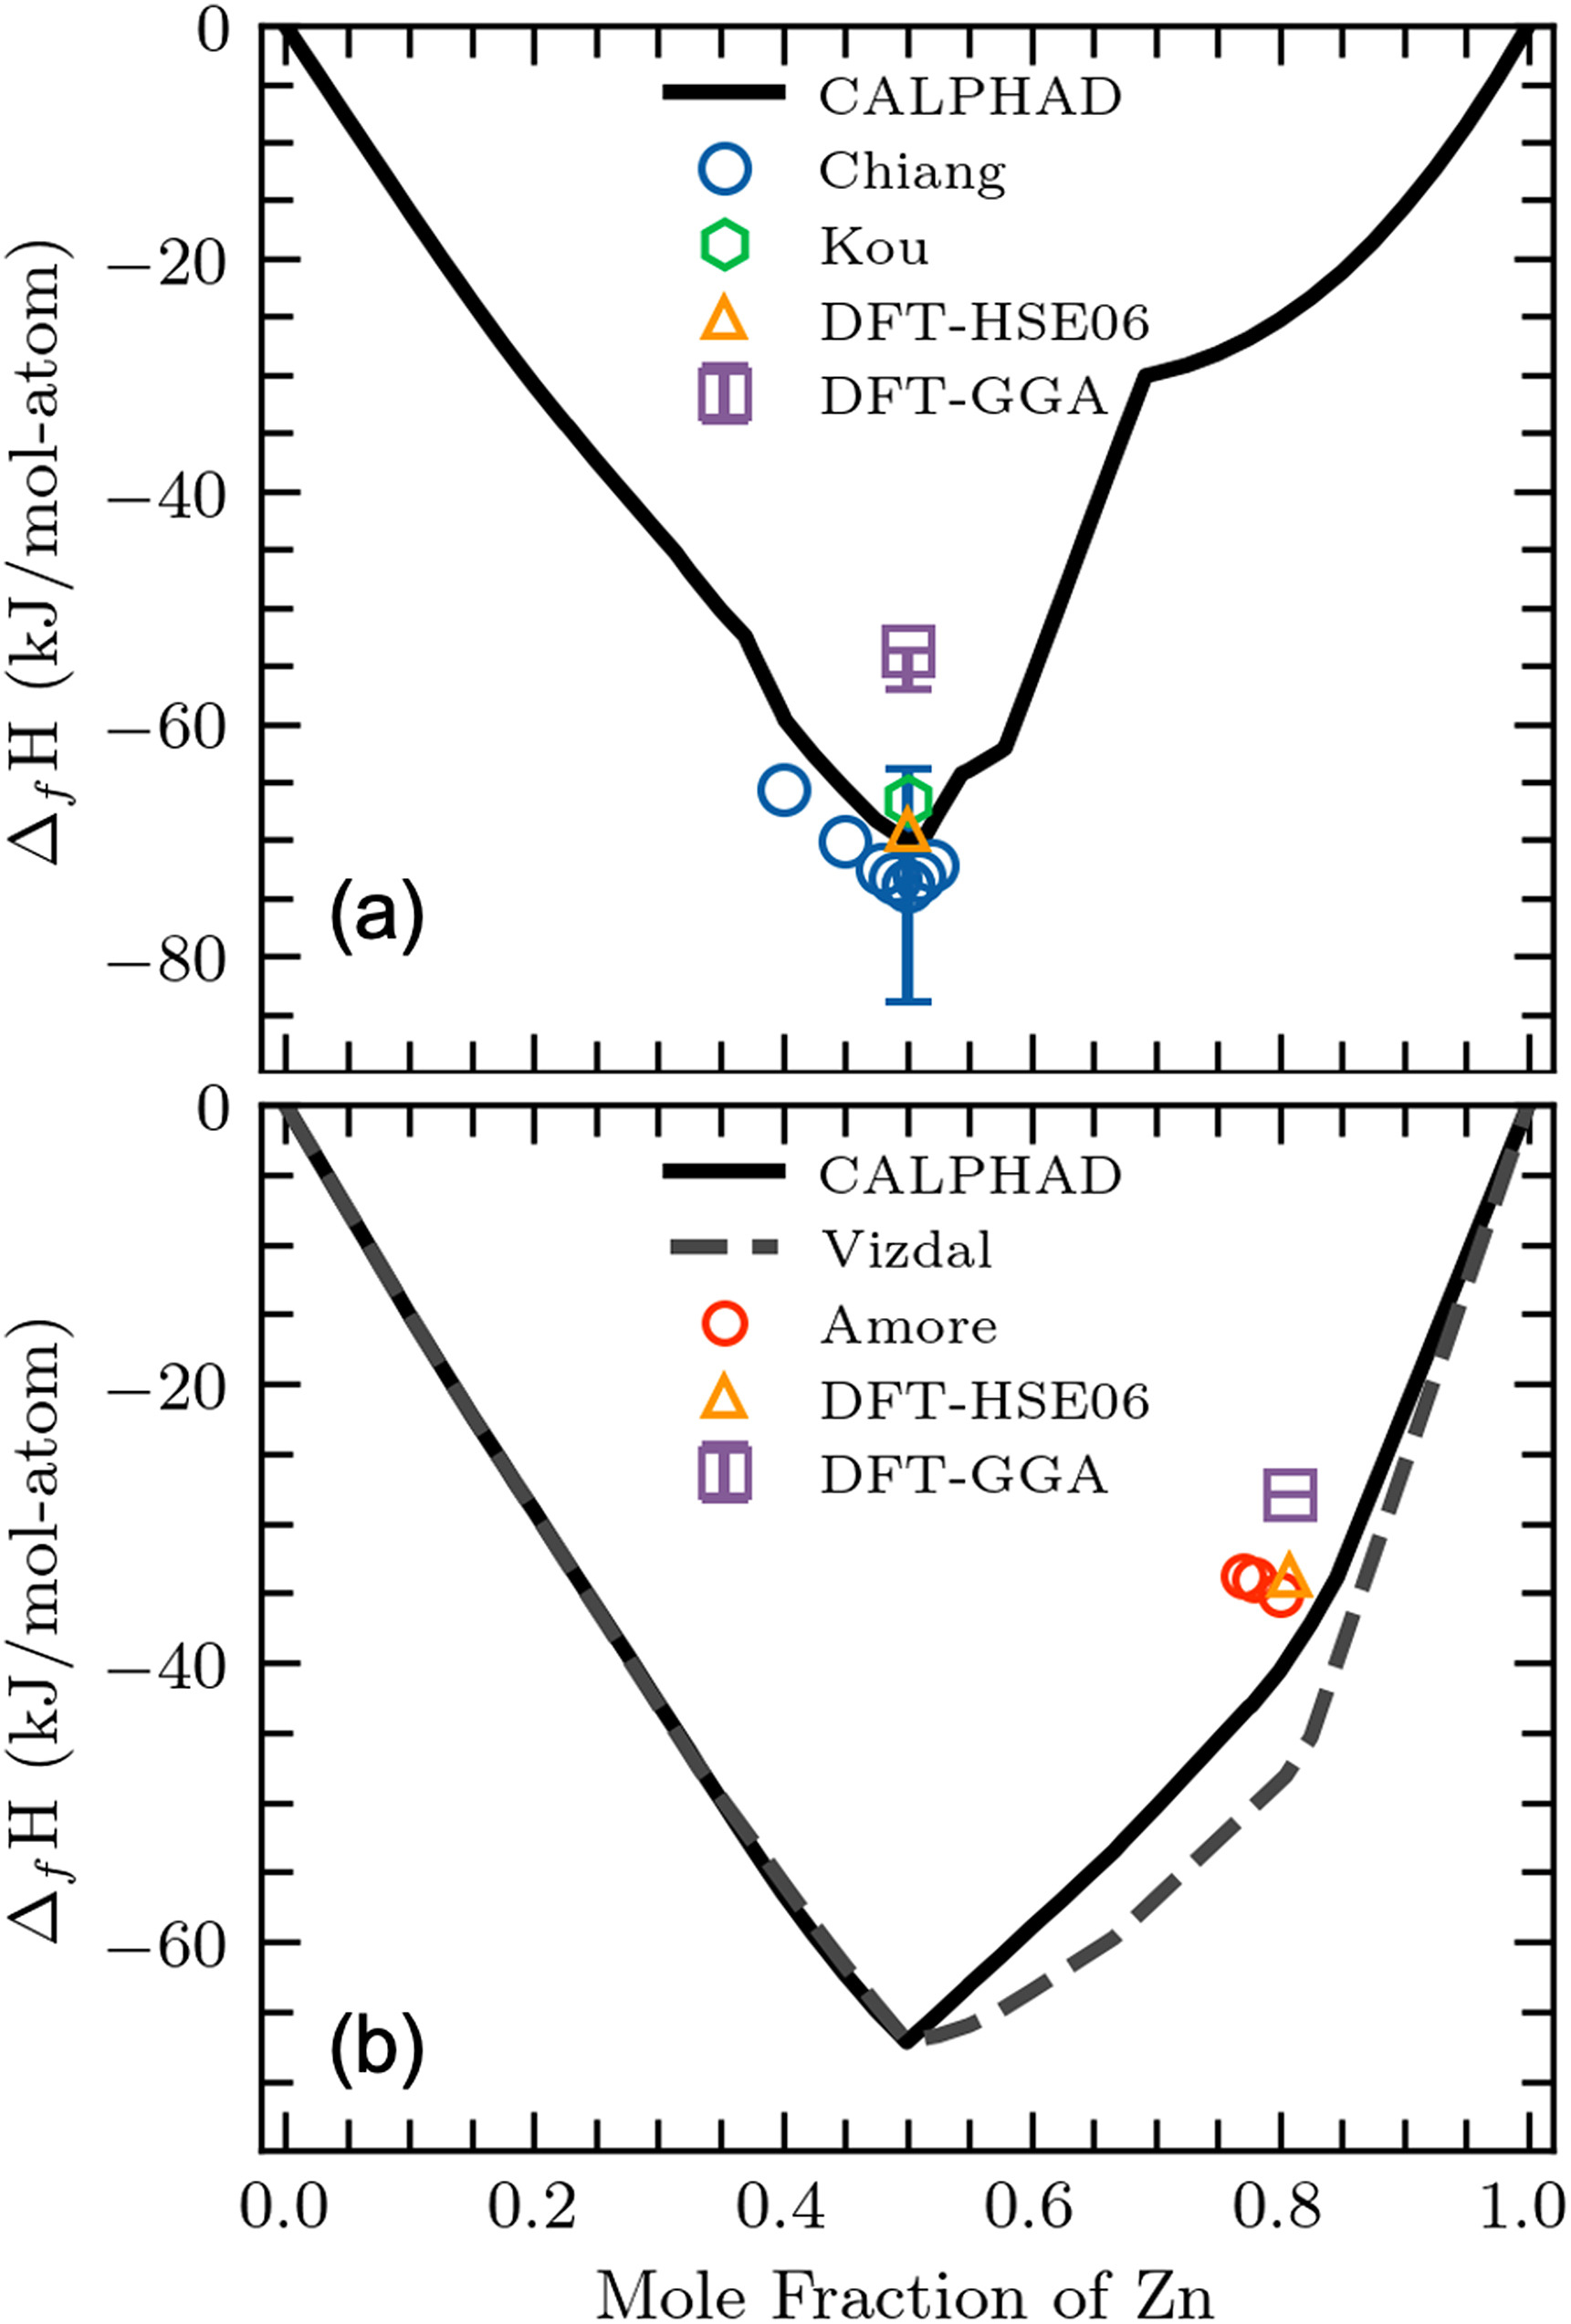 0
−20
−40
−60
−80
Δ_f H (kJ/mol-atom)
CALPHAD
Chiang
Kou
DFT-HSE06
DFT-GGA
(a)
0
−20
−40
−60
Δ_f H (kJ/mol-atom)
CALPHAD
Vizdal
Amore
DFT-HSE06
DFT-GGA
(b)
0.0 0.2 0.4 0.6 0.8 1.0
Mole Fraction of Zn